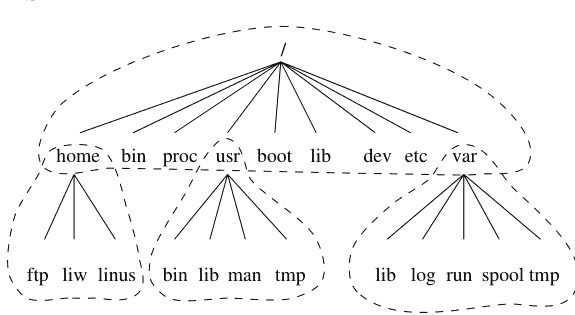 /
home bin proc usr boot lib dev etc var
ftp liw linus bin lib man tmp lib log run spool tmp